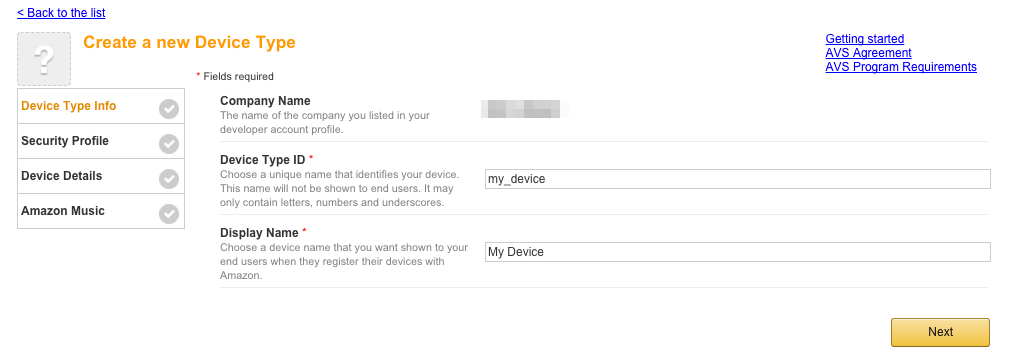 < Back to the list
?
Create a new Device Type
Getting started
AVS Agreement
AVS Program Requirements
* Fields required
Device Type Info
Security Profile
Device Details
Amazon Music
Company Name
The name of the company you listed in your
developer account profile.
Device Type ID *
Choose a unique name that identifies your device.
This name will not be shown to end users. It may
only contain letters, numbers and underscores.
my_device
Display Name *
Choose a device name that you want shown to your
end users when they register their devices with
Amazon.
My Device
Next